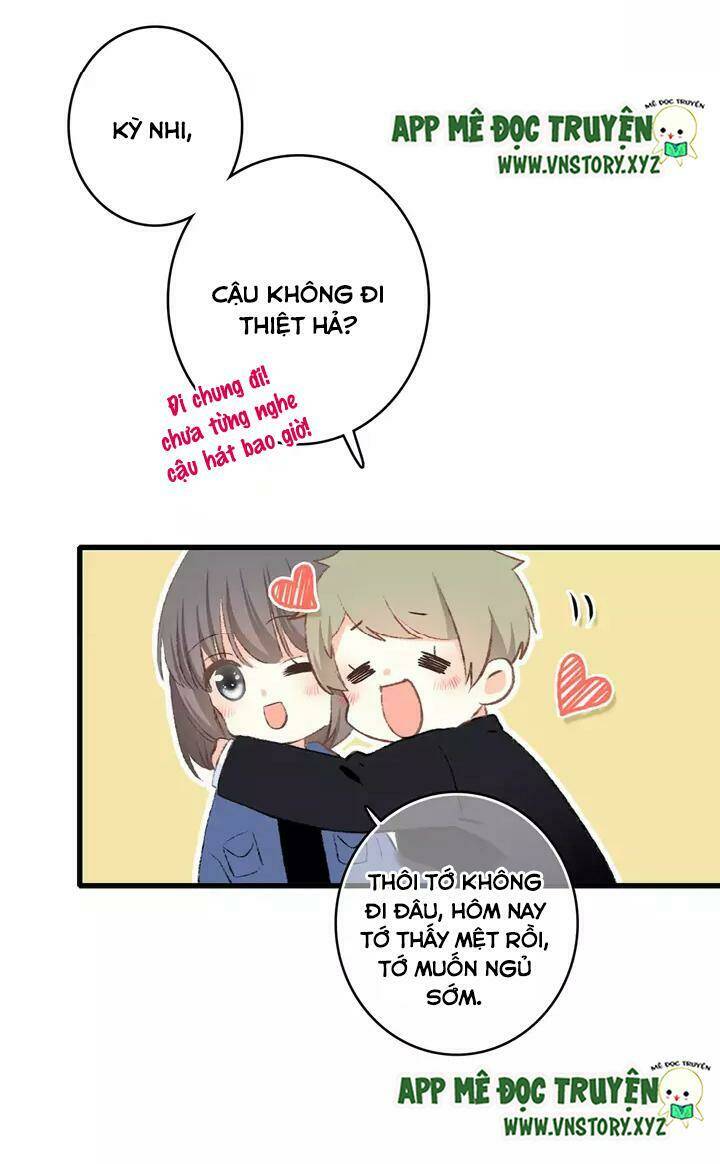 KỲ NHI,
MÊ ĐỌC TRUYỆN
APP MÊ ĐỌC TRUYỆN
WWW.VNSTORY.XYZ
CẬU KHÔNG ĐI
THIỆT HẢ?
Đi chung đi!
chưa từng nghe
cậu hát bao giờ!
THÔI TỚ KHÔNG
ĐI ĐÂU, HÔM NAY
TỚ THẤY MỆT RỒI,
TỚ MUỐN NGỦ
SỚM.
MÊ ĐỌC TRUYỆN
APP MÊ ĐỌC TRUYỆN
WWW.VNSTORY.XYZ